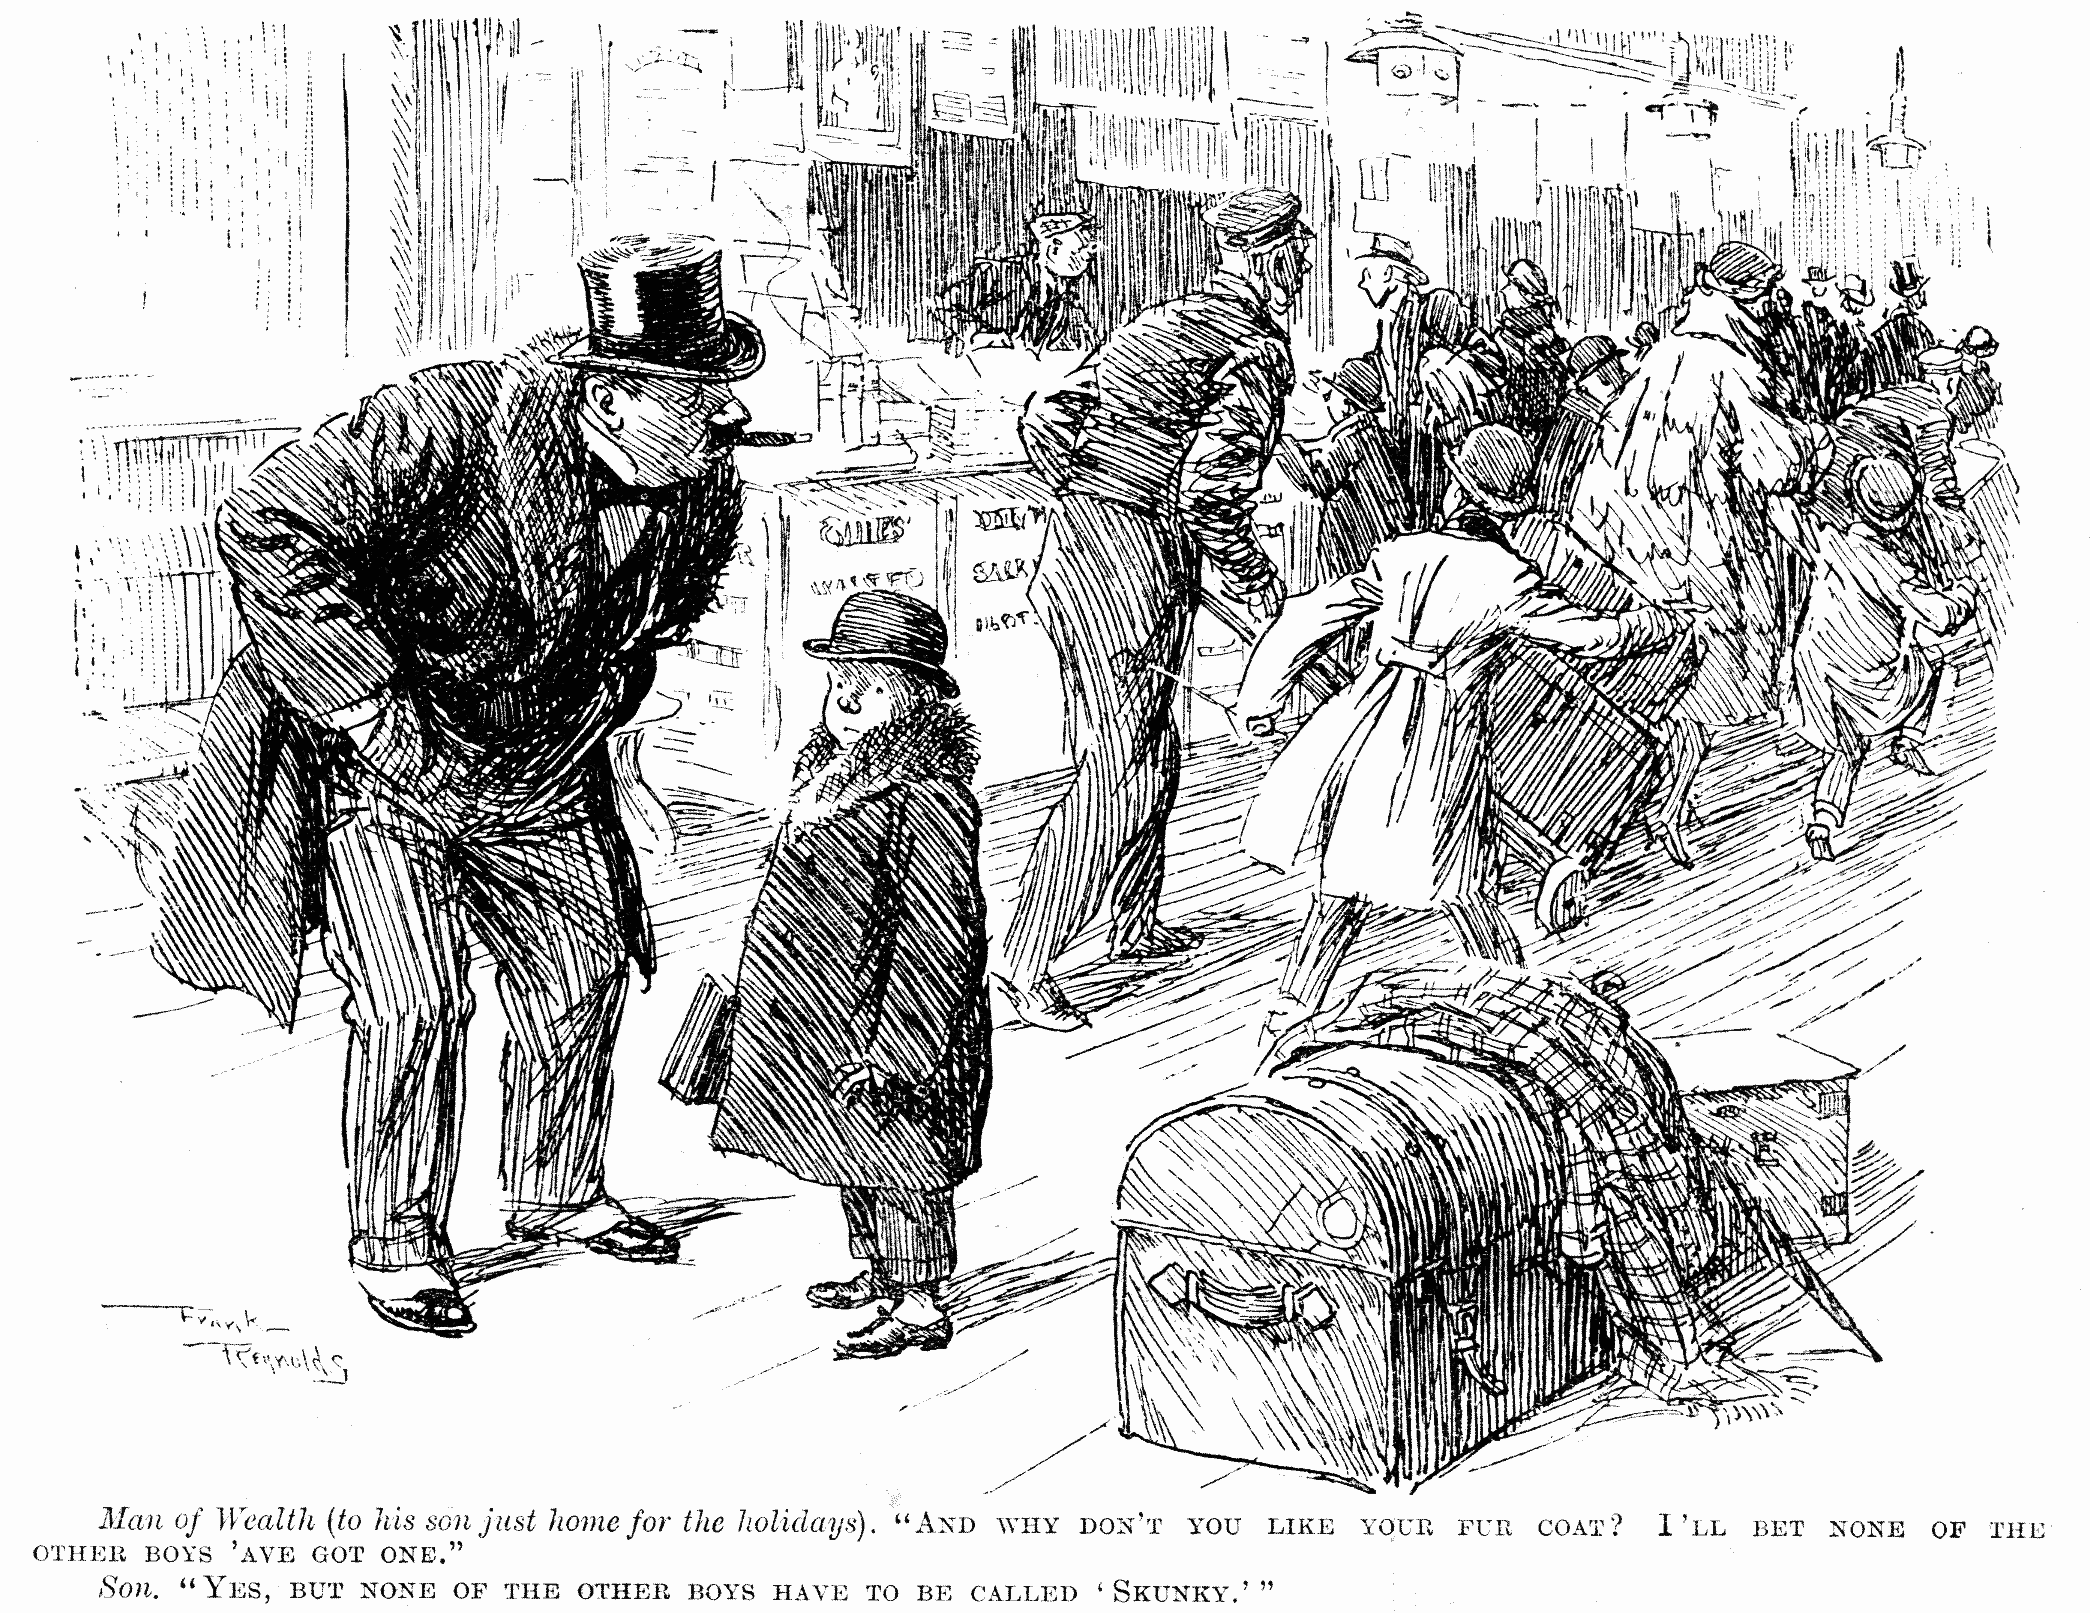 Frank
Reynolds
Man of Wealth (to his son just home for the holidays). “And why don't you like your fur coat? I'll bet none of the
other boys 'ave got one.”
Son. “Yes, but none of the other boys have to be called ‘Skunky.’”